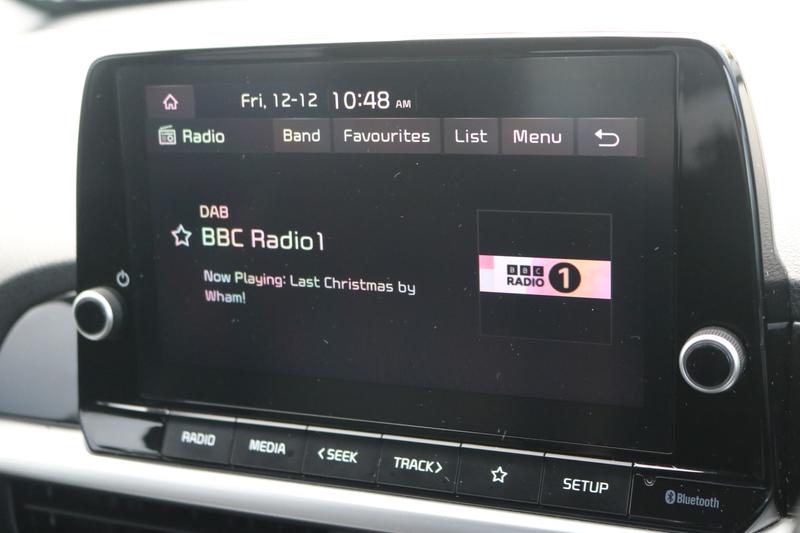 Fri, 12-12 10:48 AM
Radio Band Favourites List Menu
DAB
BBC Radio1
Now Playing: Last Christmas by
Wham!
BBC
RADIO 1
RADIO MEDIA <SEEK TRACK> SETUP
Bluetooth